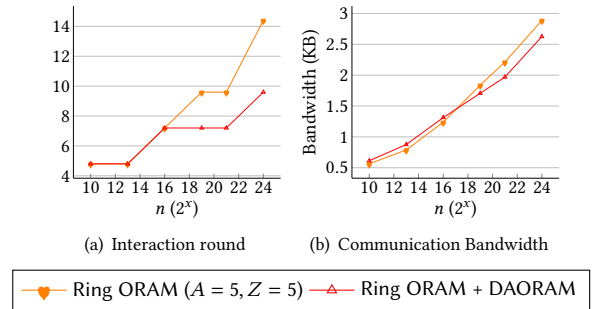 14
12
10
8
6
4
10 12 14 16 18 20 22 24
n (2^x)
(a) Interaction round
Bandwidth (KB)
3
2.5
2
1.5
1
0.5
10 12 14 16 18 20 22 24
n (2^x)
(b) Communication Bandwidth
Ring ORAM (A = 5, Z = 5) Ring ORAM + DAORAM